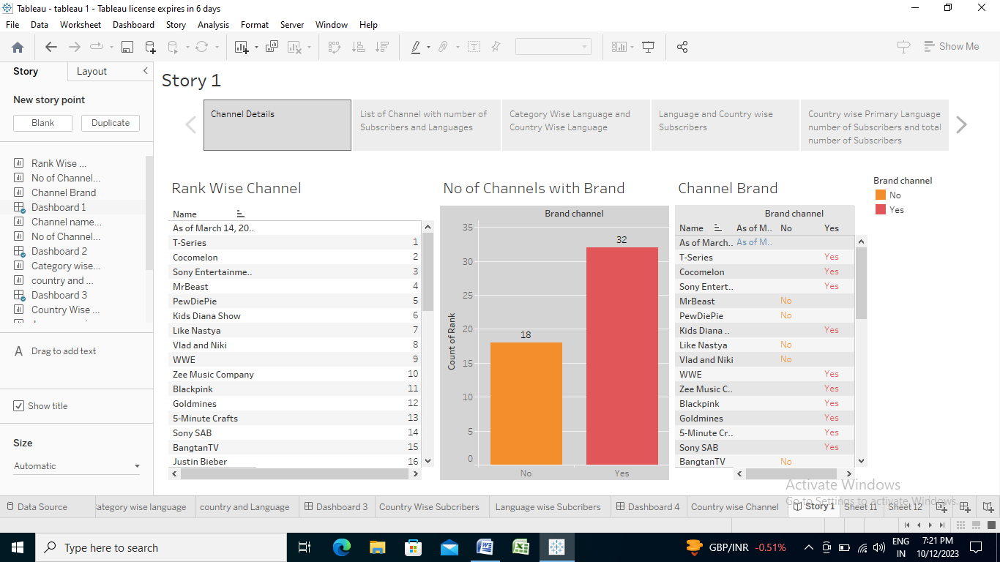 Tableau - tableau 1 - Tableau license expires in 6 days
File Data Worksheet Dashboard Story Analysis Format Server Window Help
Show Me
Story Layout
New story point
Blank Duplicate
Rank Wise ...
No of Channel...
Channel Brand
Dashboard 1
Channel name...
No of Channel...
Dashboard 2
Category wise...
country and ...
Dashboard 3
Country Wise ...
A Drag to add text
Show title
Size
Automatic
Story 1
Channel Details
List of Channel with number of
Subscribers and Languages
Category Wise Language and
Country Wise Language
Language and Country wise
Subscribers
Country wise Primary Language
number of Subscribers and total
number of Subscribers
Rank Wise Channel
Name
As of March 14, 20..
T-Series 1
Cocomelon 2
Sony Entertainme.. 3
MrBeast 4
PewDiePie 5
Kids Diana Show 6
Like Nastya 7
Vlad and Niki 8
WWE 9
Zee Music Company 10
Blackpink 11
Goldmines 12
5-Minute Crafts 13
Sony SAB 14
BangtanTV 15
Justin Bieber 16
No of Channels with Brand
Brand channel
Count of Rank
35
30
25
20
15
10
5
0
18
32
No Yes
Channel Brand
Brand channel
Name As of M.. No Yes
As of March.. As of M..
T-Series Yes
Cocomelon Yes
Sony Entert.. Yes
MrBeast No
PewDiePie No
Kids Diana .. Yes
Like Nastya No
Vlad and Niki No
WWE Yes
Zee Music C.. Yes
Blackpink Yes
Goldmines Yes
5-Minute Cr.. Yes
Sony SAB Yes
BangtanTV No
Brand channel
No
Yes
Activate Windows
Go to Settings to activate Windows.
Data Source ategory wise language country and Language Dashboard 3 Country Wise Subcribers Language wise Subcribers Dashboard 4 Country wise Channel Story 1 Sheet 11 Sheet 12
Type here to search
GBP/INR -0.51%
ENG
IN
7:21 PM
10/12/2023